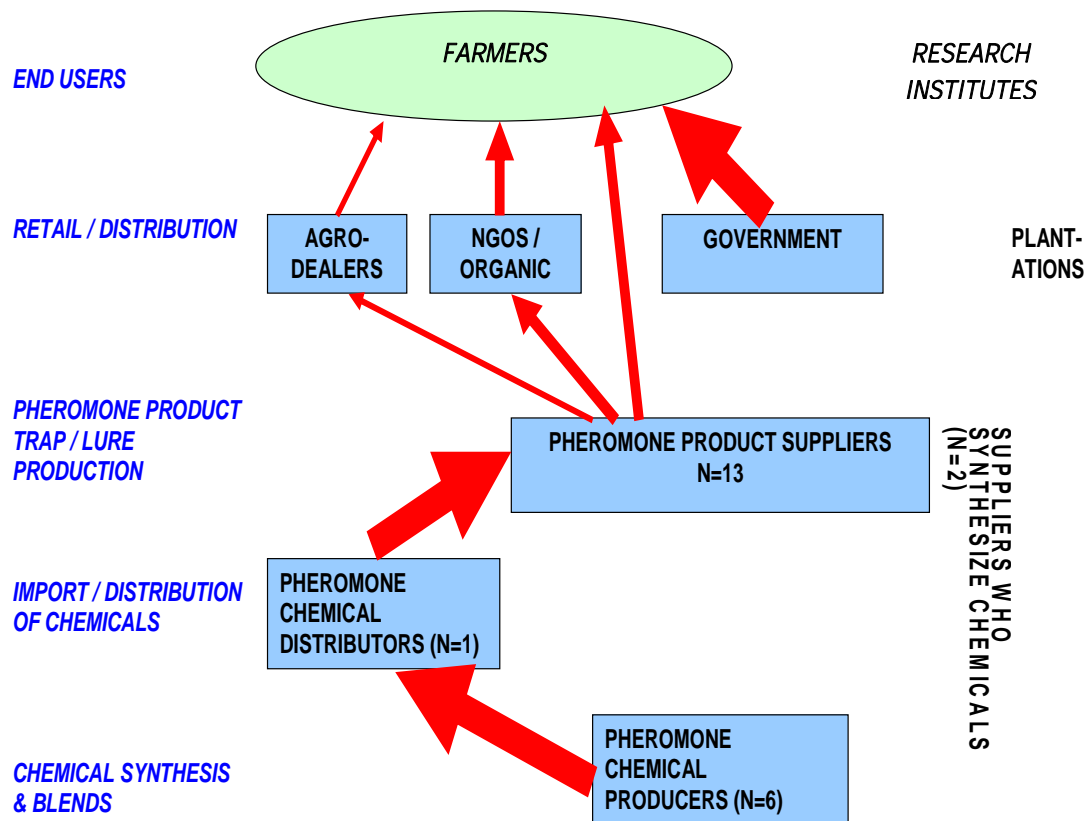 FARMERS
RESEARCH
INSTITUTES
END USERS
RETAIL / DISTRIBUTION
AGRO-
DEALERS
NGOS /
ORGANIC
GOVERNMENT
PLANT-
ATIONS
PHEROMONE PRODUCT
TRAP / LURE
PRODUCTION
PHEROMONE PRODUCT SUPPLIERS
N=13
SUPPLIERS WHO
SYNTHESIZE CHEMICALS
(N=2)
IMPORT / DISTRIBUTION
OF CHEMICALS
PHEROMONE
CHEMICAL
DISTRIBUTORS (N=1)
CHEMICAL SYNTHESIS
& BLENDS
PHEROMONE
CHEMICAL
PRODUCERS (N=6)